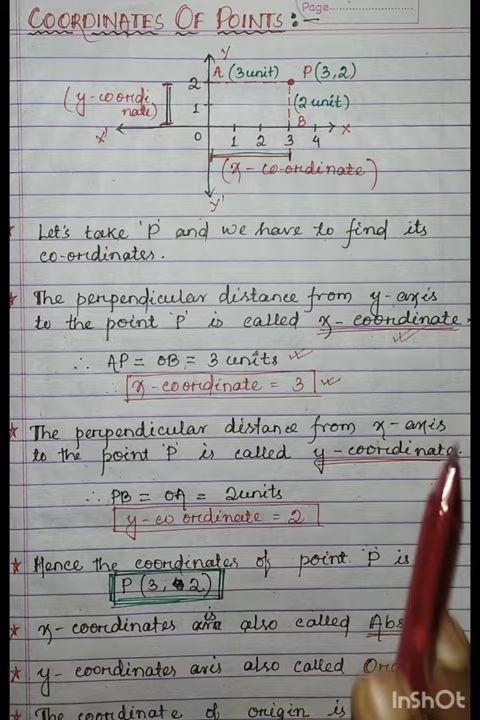 COORDINATES OF POINTS:-
Page
Y
A (3unit) P(3,2)
2
(y-coordinate)
(2 unit)
1
B
X' X
0 1 2 3 4
(x-co-ordinate)
Y'
Let's take 'P' and we have to find its
co-ordinates.
The perpendicular distance from y-axis
to the point 'P' is called x-coordinate.
∴ AP = OB = 3 units
∴ x-coordinate = 3
The perpendicular distance from x-axis
to the point 'P' is called y-coordinate.
∴ PB = OA = 2units
y-coordinate = 2
Hence the coordinates of point 'P' is
P(3, 2)
x-coordinates is also called
y-coordinates axis also called
The coordinate of origin is
InShOt